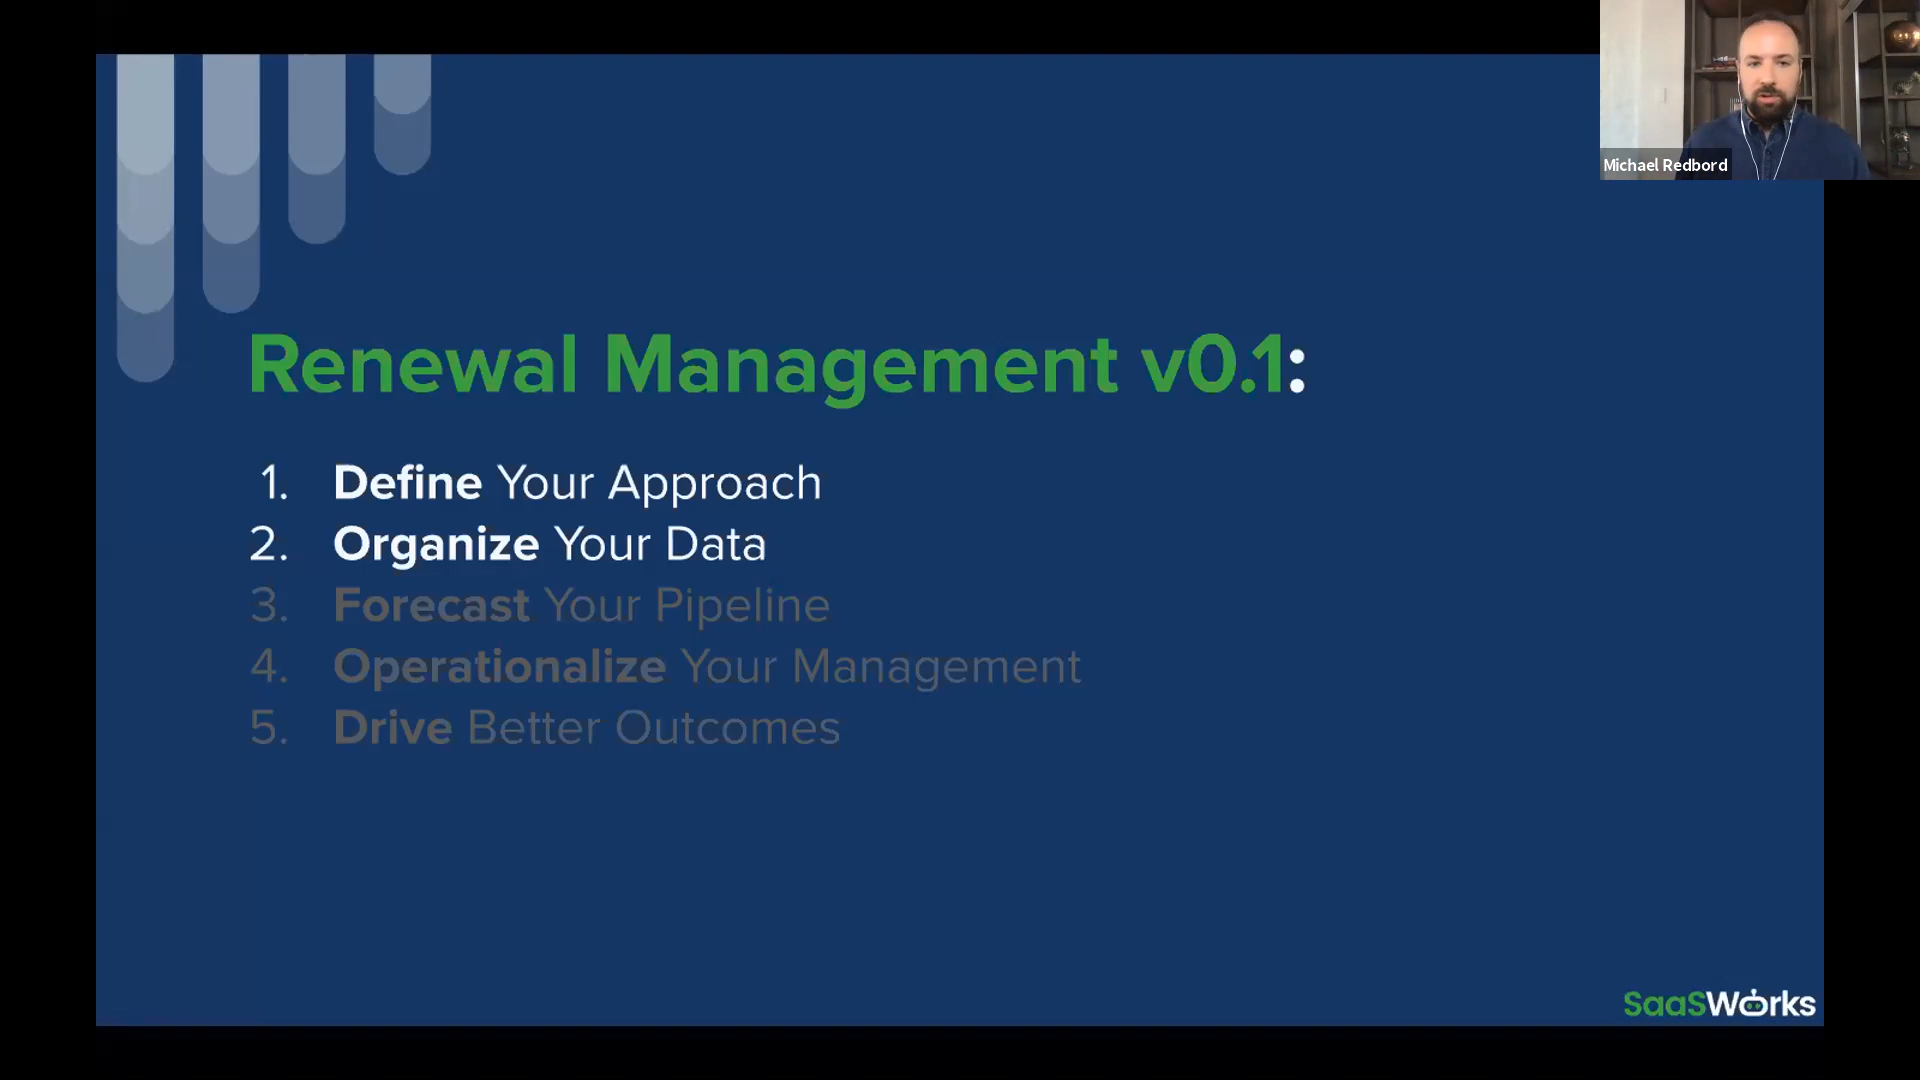 Michael Redbord
Renewal Management v0.1:
1. Define Your Approach
2. Organize Your Data
3. Forecast Your Pipeline
4. Operationalize Your Management
5. Drive Better Outcomes
SaaSWorks